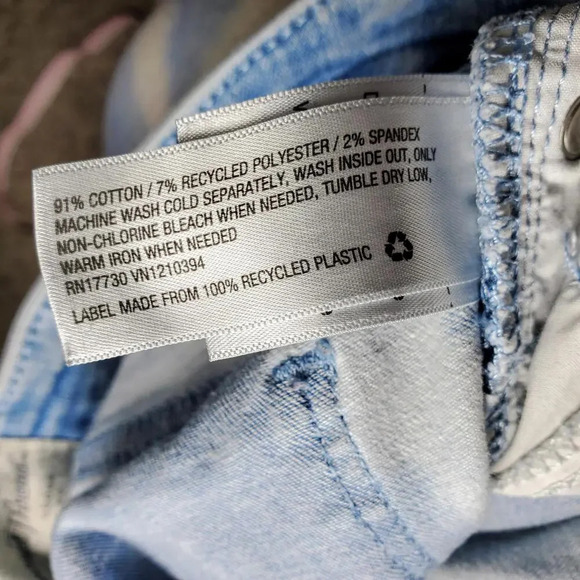 91% COTTON / 7% RECYCLED POLYESTER / 2% SPANDEX
MACHINE WASH COLD SEPARATELY, WASH INSIDE OUT, ONLY
NON-CHLORINE BLEACH WHEN NEEDED, TUMBLE DRY LOW,
WARM IRON WHEN NEEDED
RN17730 VN1210394
LABEL MADE FROM 100% RECYCLED PLASTIC